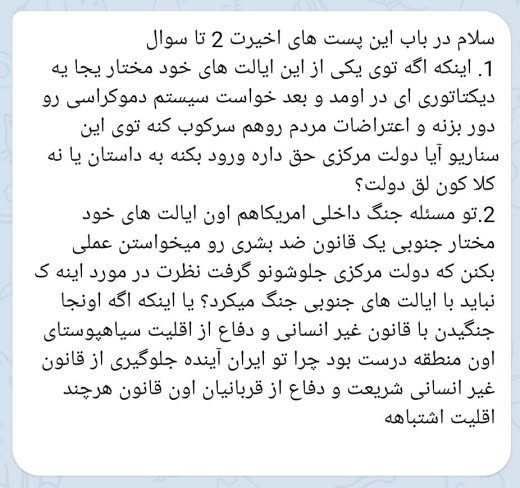 سلام در باب این پست های اخیرت 2 تا سوال
1. اینکه اگه توی یکی از این ایالت های خود مختار یجا یه
دیکتاتوری ای در اومد و بعد خواست سیستم دموکراسی رو
دور بزنه و اعتراضات مردم روهم سرکوب کنه توی این
سناریو آیا دولت مرکزی حق داره ورود بکنه به داستان یا نه
کلا کون لق دولت؟
2.تو مسئله جنگ داخلی امریکاهم اون ایالت های خود
مختار جنوبی یک قانون ضد بشری رو میخواستن عملی
بکنن که دولت مرکزی جلوشونو گرفت نظرت در مورد اینه ک
نباید با ایالت های جنوبی جنگ میکرد؟ یا اینکه اگه اونجا
جنگیدن با قانون غیر انسانی و دفاع از اقلیت سیاهپوستای
اون منطقه درست بود چرا تو ایران آینده جلوگیری از قانون
غیر انسانی شریعت و دفاع از قربانیان اون قانون هرچند
اقلیت اشتباهه